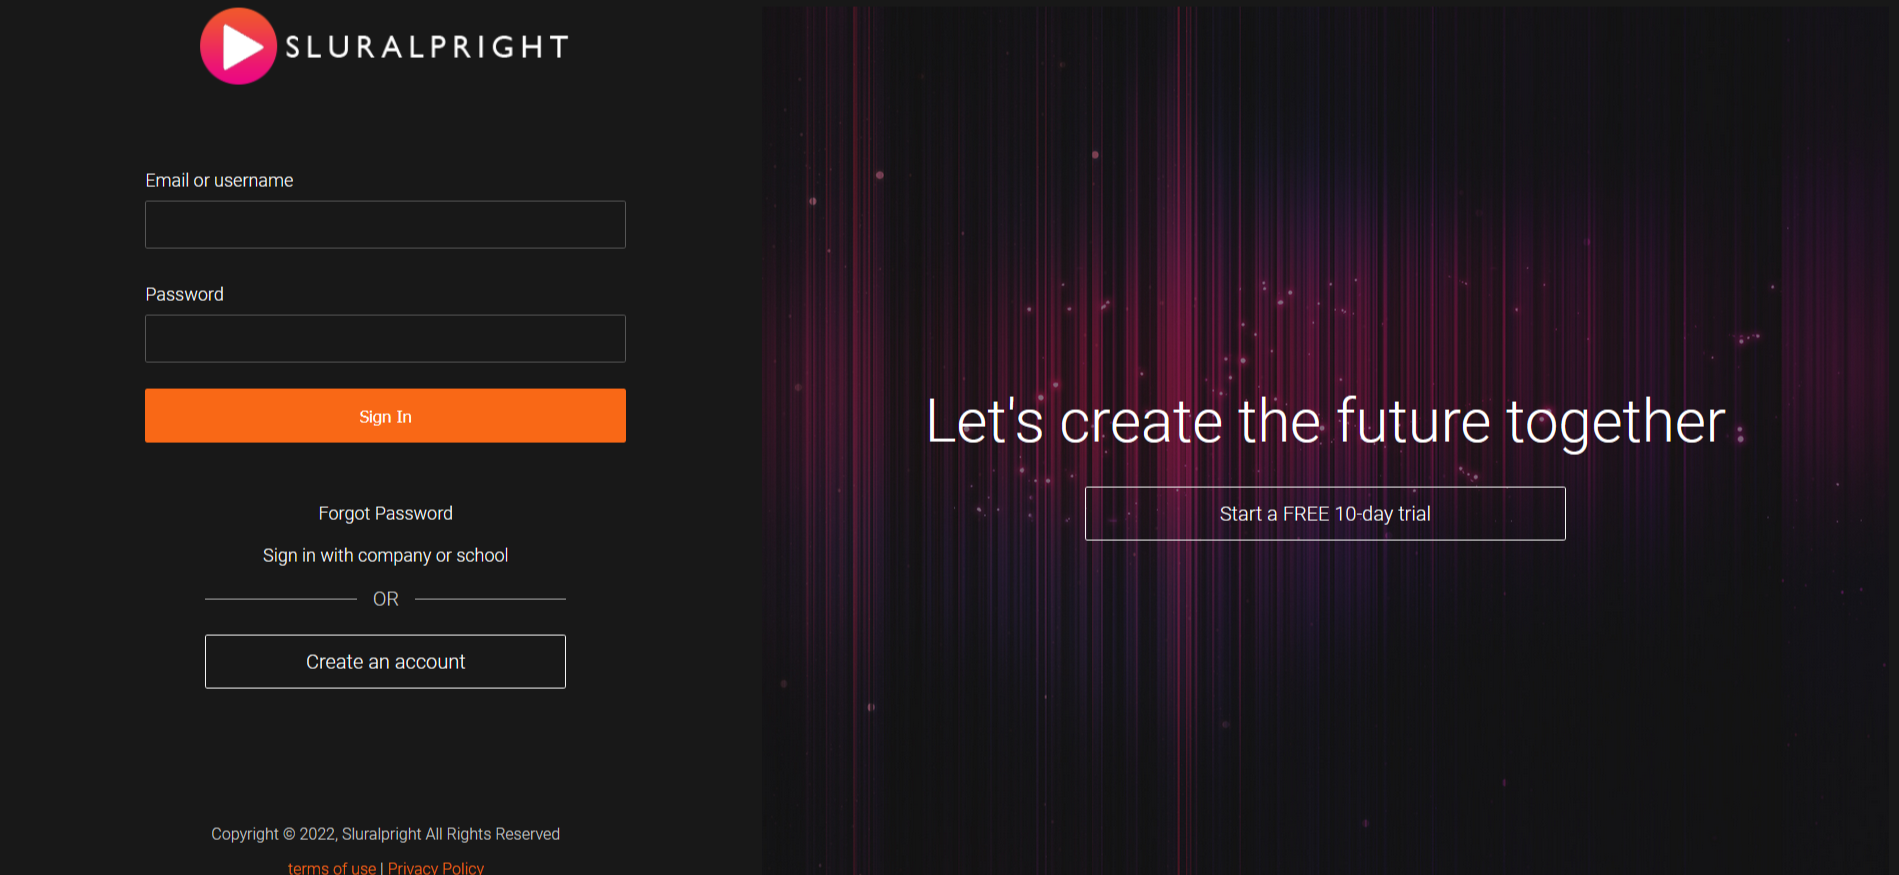 SLURALPRIGHT
Email or username
Password
Sign In
Forgot Password
Sign in with company or school
OR
Create an account
Copyright © 2022, Sluralpright All Rights Reserved
terms of use | Privacy Policy
Let's create the future together
Start a FREE 10-day trial